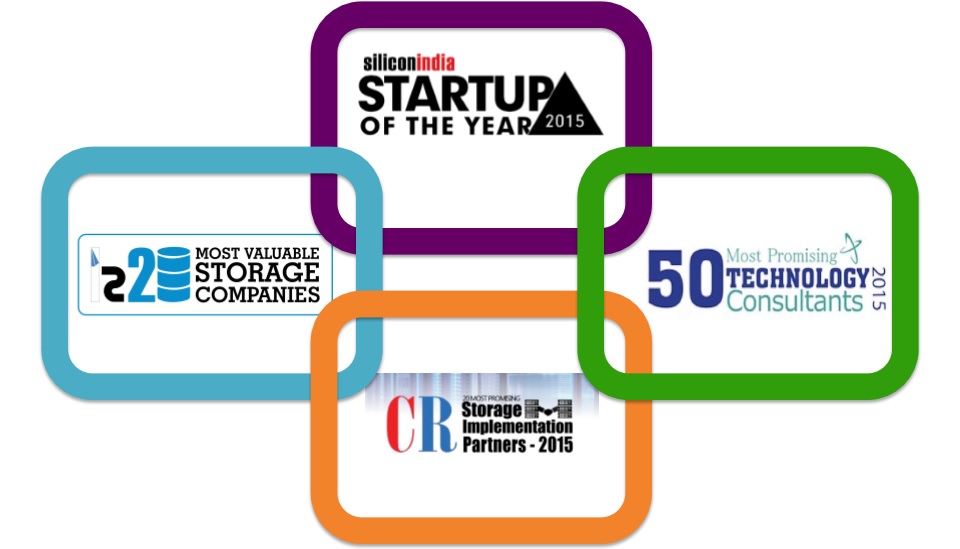 siliconindia
STARTUP
OF THE YEAR 2015
20
MOST VALUABLE
STORAGE
COMPANIES
50
Most Promising
TECHNOLOGY
Consultants
2015
CR
20 MOST PROMISING
Storage
Implementation
Partners - 2015